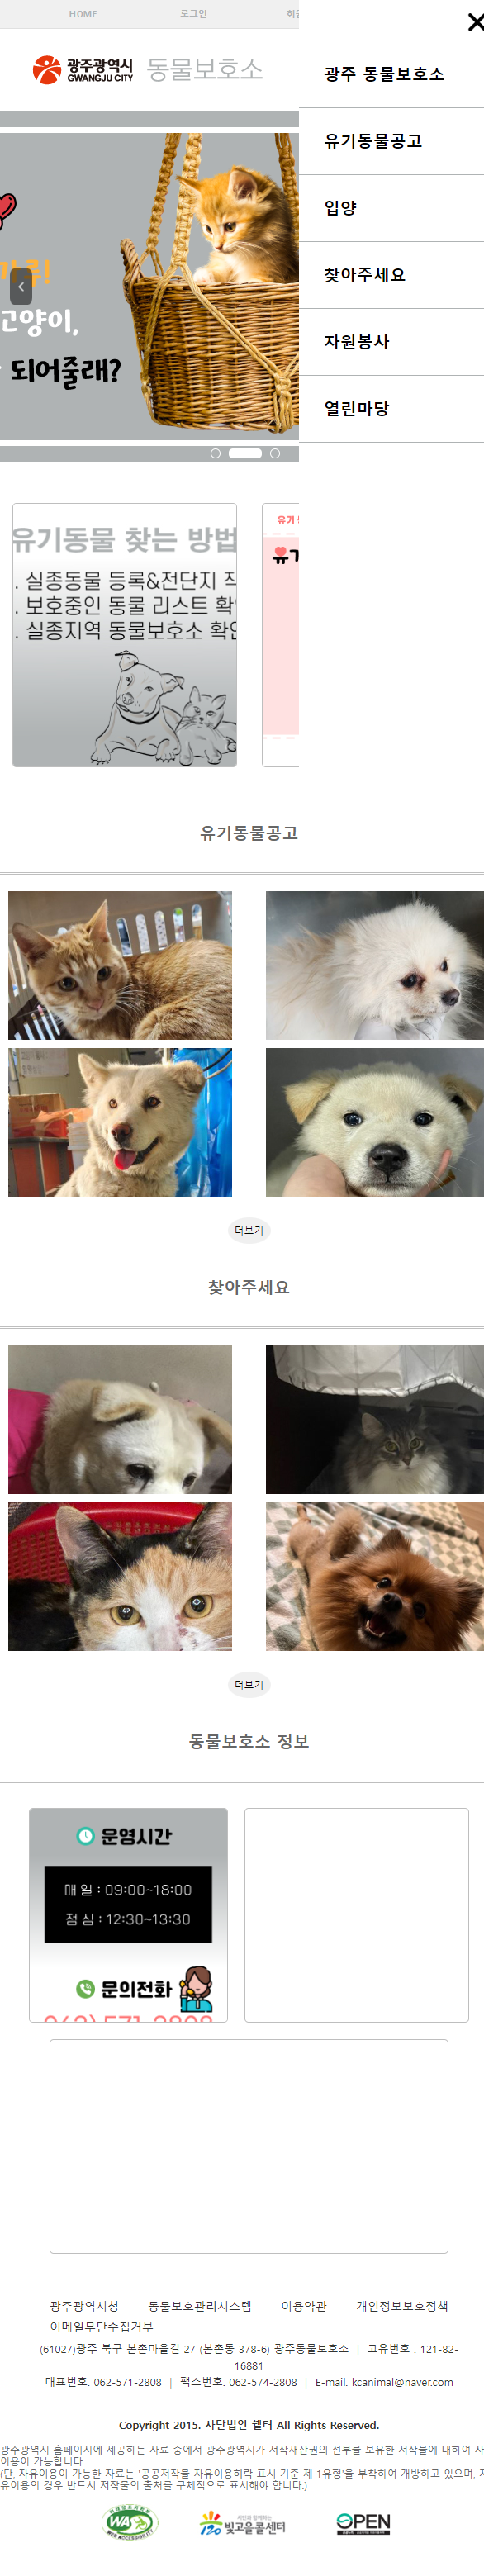 HOME 로그인
광주광역시
GWANGJU CITY
동물보호소
광주 동물보호소
유기동물공고
입양
찾아주세요
자원봉사
열린마당
고양이,
되어줄래?
유기동물 찾는 방법
. 실종동물 등록&전단지
. 보호중인 동물 리스트
. 실종지역 동물보호소
유기
유기동물공고
더보기
찾아주세요
더보기
동물보호소 정보
운영시간
매 일 : 09:00~18:00
점 심 : 12:30~13:30
문의전화
062) 571-2808
광주광역시청 동물보호관리시스템 이용약관 개인정보보호정책
이메일무단수집거부
(61027)광주 북구 본촌마을길 27 (본촌동 378-6) 광주동물보호소 | 고유번호 . 121-82-
16881
대표번호. 062-571-2808 | 팩스번호. 062-574-2808 | E-mail. kcanimal@naver.com
Copyright 2015. 사단법인 쉘터 All Rights Reserved.
광주광역시 홈페이지에 제공하는 자료 중에서 광주광역시가 저작재산권의 전부를 보유한 저작물에 대하여
이용이 가능합니다.
(단, 자유이용이 가능한 자료는 '공공저작물 자유이용허락 표시 기준 제 1유형'을 부착하여 개방하고 있으며,
유이용의 경우 반드시 저작물의 출처를 구체적으로 표시해야 합니다.)
WA
WEB ACCESSIBILITY
시민과 함께하는
120 빛고을콜센터
OPEN